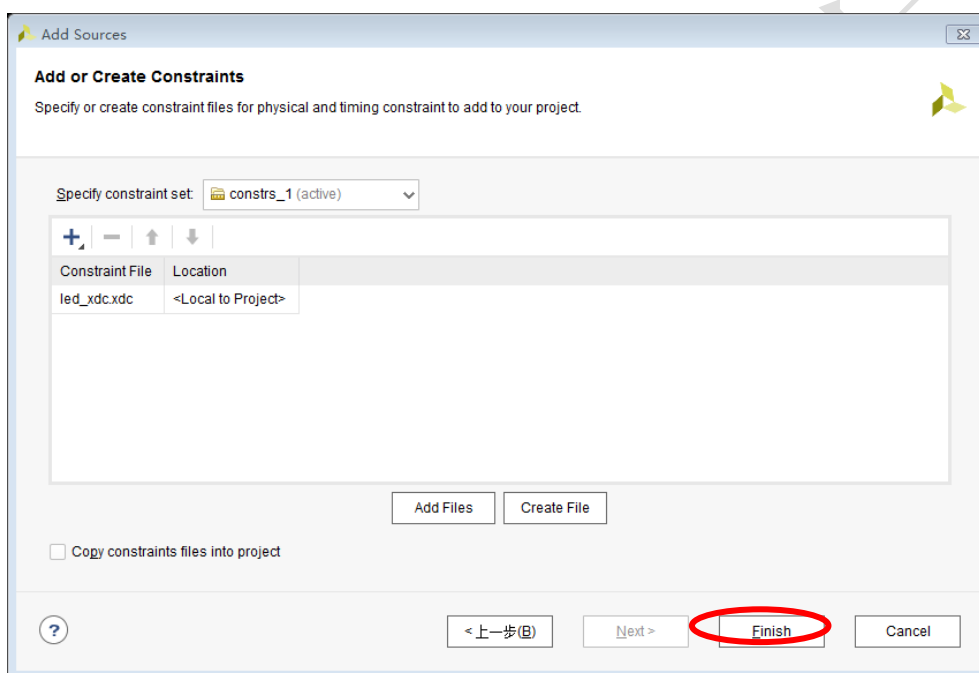 Add Sources
Add or Create Constraints
Specify or create constraint files for physical and timing constraint to add to your project.
Specify constraint set: constrs_1 (active)
Constraint File Location
led_xdc.xdc <Local to Project>
Add Files Create File
Copy constraints files into project
? <上一步(B) Next > Finish Cancel